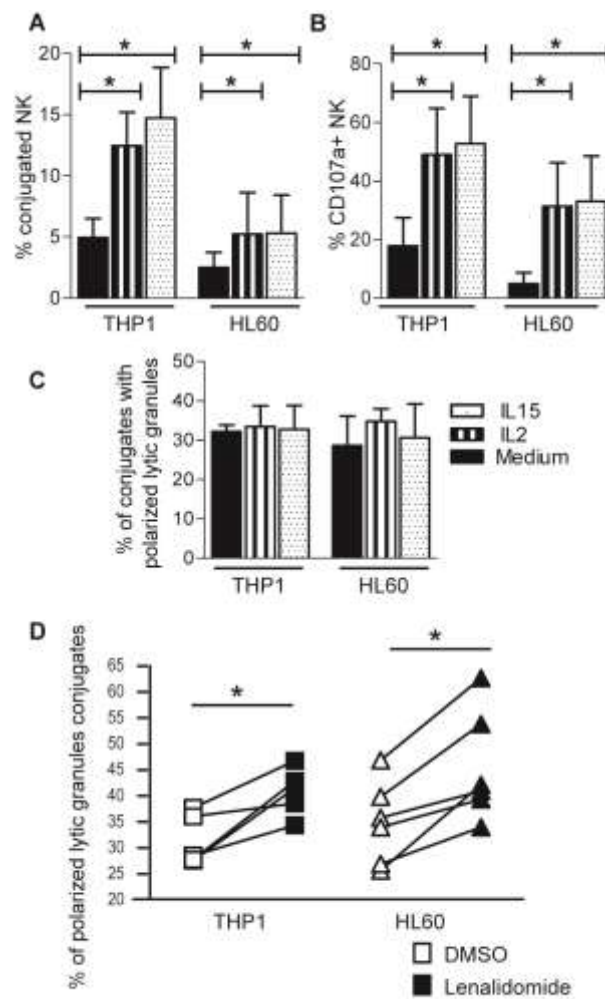 A
B
% conjugated NK
20
15
10
5
0
* * * *
THP1 HL60
% CD107a+ NK
80
60
40
20
0
* * * *
THP1 HL60
C
% of conjugates with
polarized lytic granules
50
40
30
20
10
0
THP1 HL60
IL15
IL2
Medium
D
% of polarized lytic granules conjugates
65
60
55
50
45
40
35
30
25
20
* *
THP1 HL60
DMSO
Lenalidomide